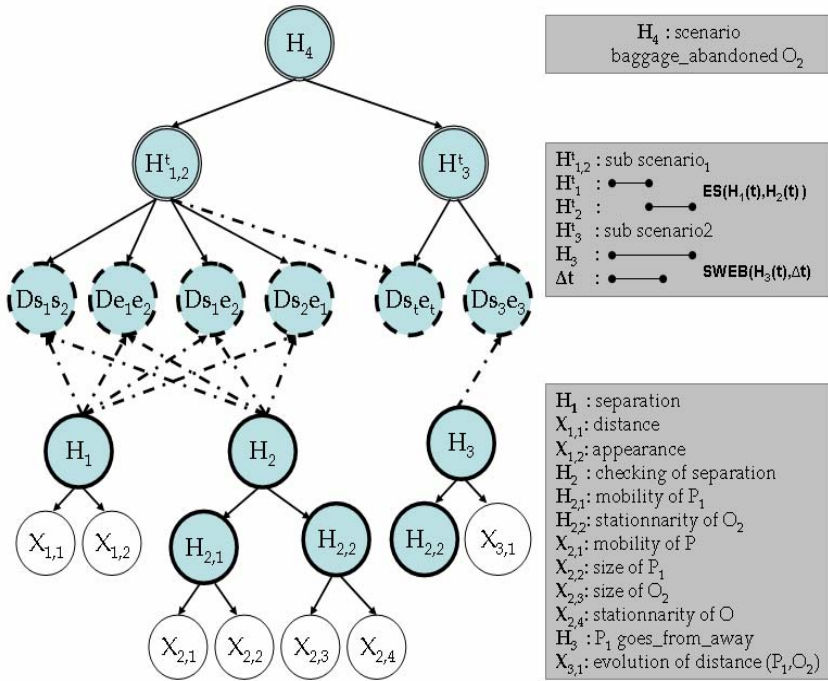 H₄
H₄ : scenario
baggage_abandoned O₂
Hᵗ₁,₂
Hᵗ₃
Hᵗ₁,₂ : sub scenario₁
Hᵗ₁ :
ES(H₁(t),H₂(t))
Hᵗ₂ :
Hᵗ₃ : sub scenario2
H₃ :
SWEB(H₃(t),Δt)
Δt :
Ds₁s₂ De₁e₂ Ds₁e₂ Ds₂e₁ Dsₜeₜ Ds₃e₃
H₁ H₂ H₃
X₁,₁ X₁,₂ H₂,₁ H₂,₂ H₂,₂ X₃,₁
X₂,₁ X₂,₂ X₂,₃ X₂,₄
H₁ : separation
X₁,₁: distance
X₁,₂: appearance
H₂ : checking of separation
H₂,₁: mobility of P₁
H₂,₂: stationnarity of O₂
X₂,₁: mobility of P
X₂,₂: size of P₁
X₂,₃: size of O₂
X₂,₄: stationnarity of O
H₃ : P₁ goes_from_away
X₃,₁: evolution of distance (P₁,O₂)